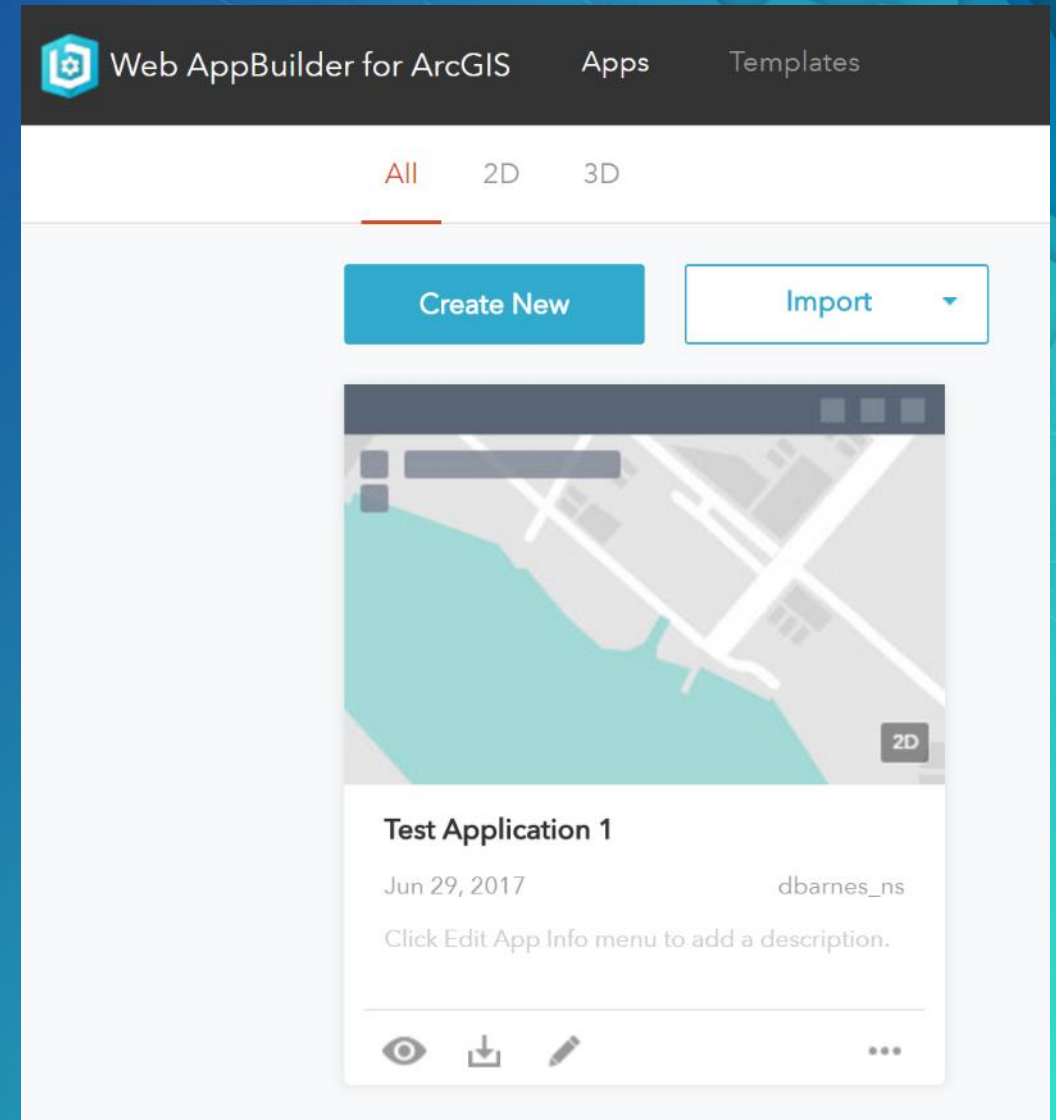 Web AppBuilder for ArcGIS Apps Templates
All 2D 3D
Create New Import
2D
Test Application 1
Jun 29, 2017 dbarnes_ns
Click Edit App Info menu to add a description.